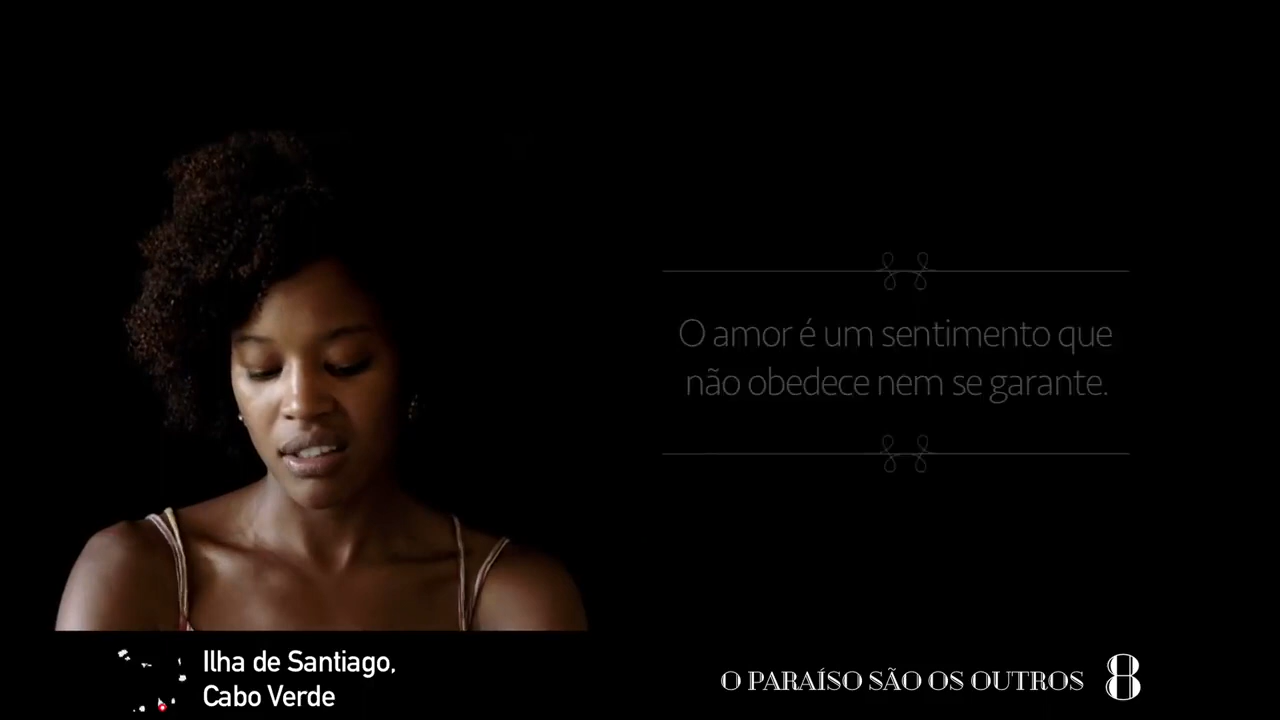 O amor é um sentimento que
não obedece nem se garante.
Ilha de Santiago,
Cabo Verde
O PARAÍSO SÃO OS OUTROS 8